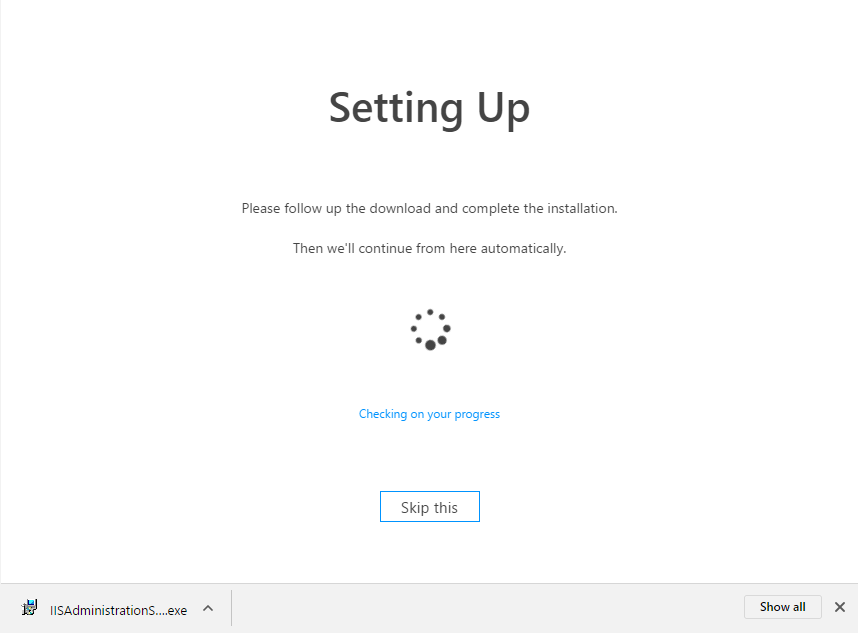 Setting Up
Please follow up the download and complete the installation.
Then we'll continue from here automatically.
Checking on your progress
Skip this
IISAdministrationS....exe
Show all